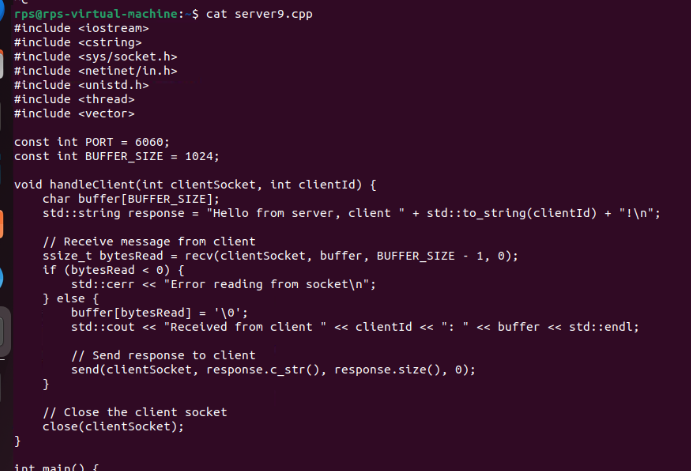 rps@rps-virtual-machine:~$ cat server9.cpp
#include <iostream>
#include <cstring>
#include <sys/socket.h>
#include <netinet/in.h>
#include <unistd.h>
#include <thread>
#include <vector>

const int PORT = 6060;
const int BUFFER_SIZE = 1024;

void handleClient(int clientSocket, int clientId) {
    char buffer[BUFFER_SIZE];
    std::string response = "Hello from server, client " + std::to_string(clientId) + "!\n";

    // Receive message from client
    ssize_t bytesRead = recv(clientSocket, buffer, BUFFER_SIZE - 1, 0);
    if (bytesRead < 0) {
        std::cerr << "Error reading from socket\n";
    } else {
        buffer[bytesRead] = '\0';
        std::cout << "Received from client " << clientId << ": " << buffer << std::endl;

        // Send response to client
        send(clientSocket, response.c_str(), response.size(), 0);
    }

    // Close the client socket
    close(clientSocket);
}

int main() {